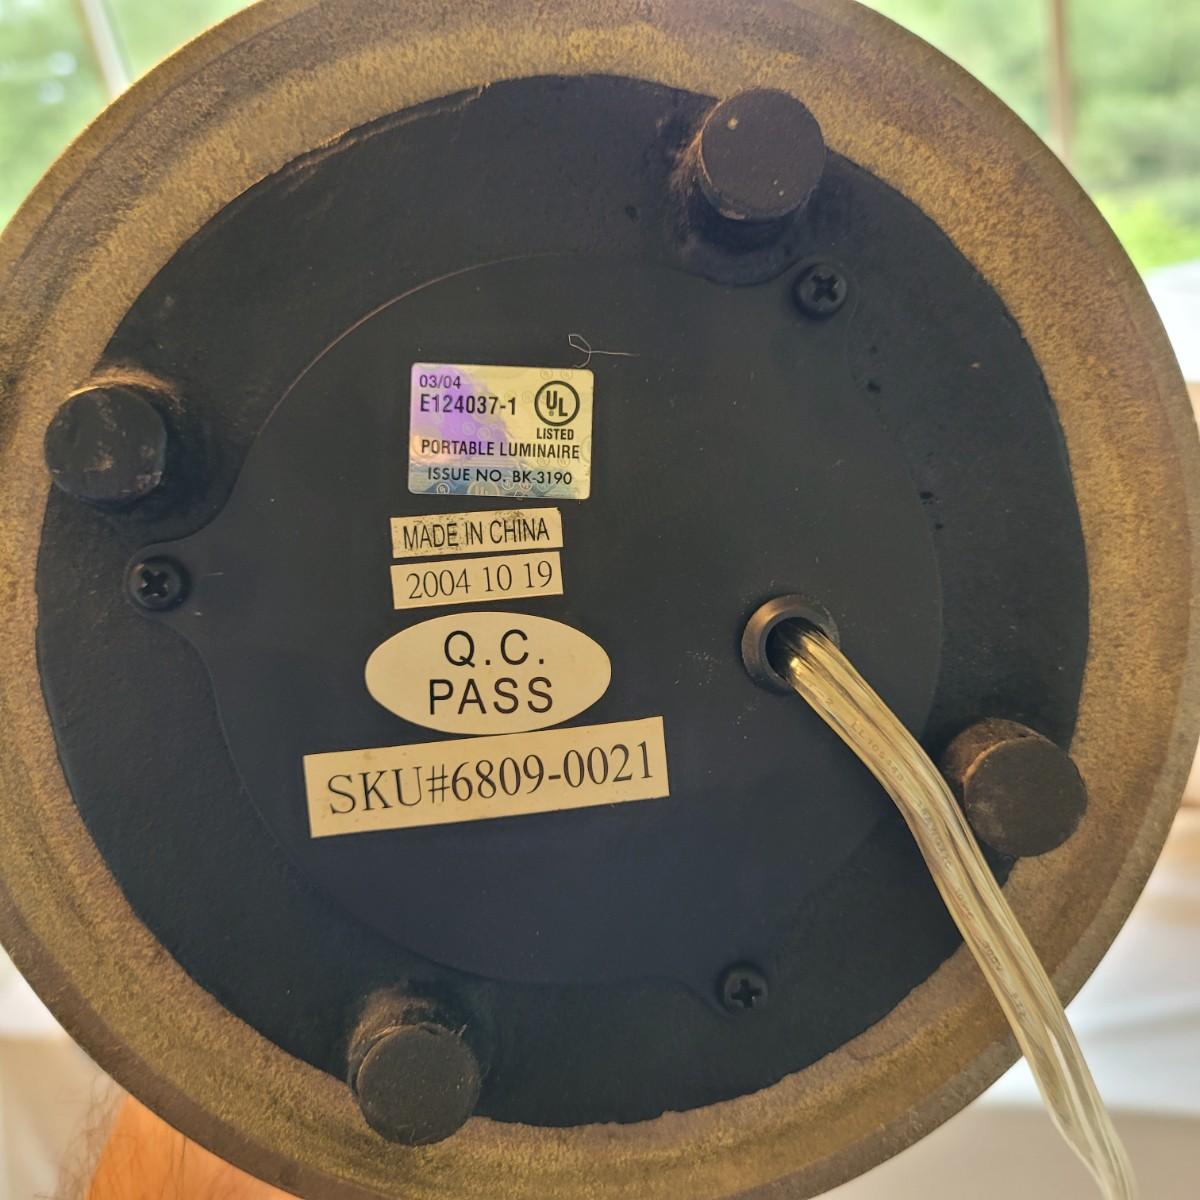 03/04
E124037-1
UL
LISTED
PORTABLE LUMINAIRE
ISSUE NO. BK-3190
MADE IN CHINA
2004 10 19
Q.C.
PASS
SKU#6809-0021